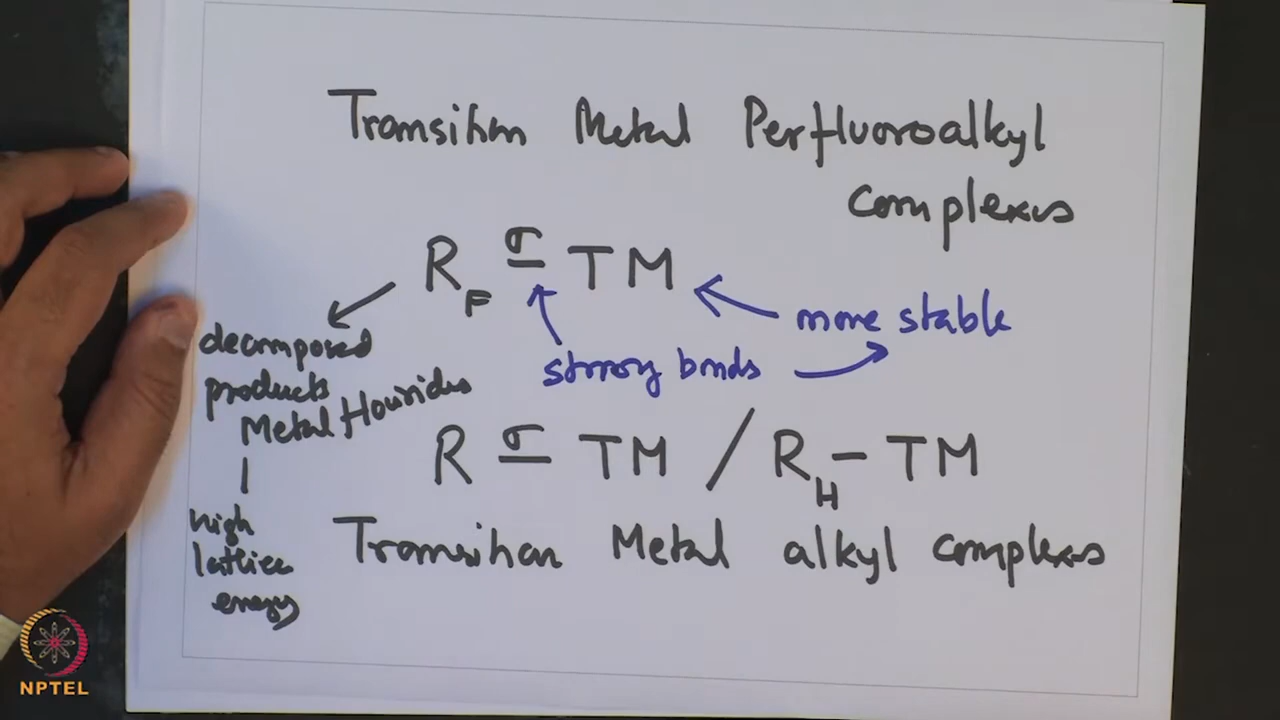 Transition Metal Perfluoroalkyl
complexes
R_F σ— TM
more stable
strong bonds
decomposed
products
Metal flourides
high
lattice
energy
R σ— TM / R_H — TM
Transition Metal alkyl complexes
NPTEL